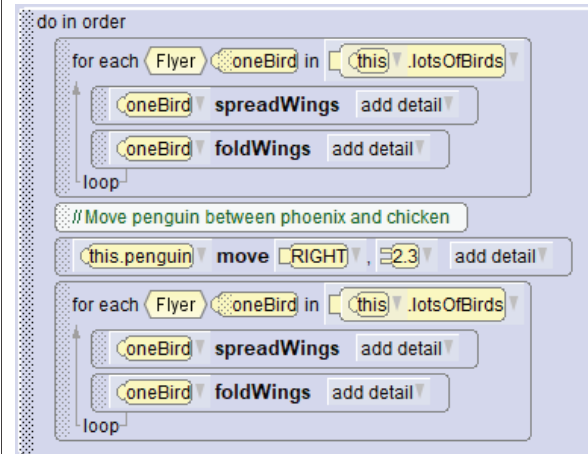 do in order
for each Flyer oneBird in this .lotsOfBirds
oneBird spreadWings add detail
oneBird foldWings add detail
loop
//Move penguin between phoenix and chicken
this.penguin move RIGHT , 2.3 add detail
for each Flyer oneBird in this .lotsOfBirds
oneBird spreadWings add detail
oneBird foldWings add detail
loop